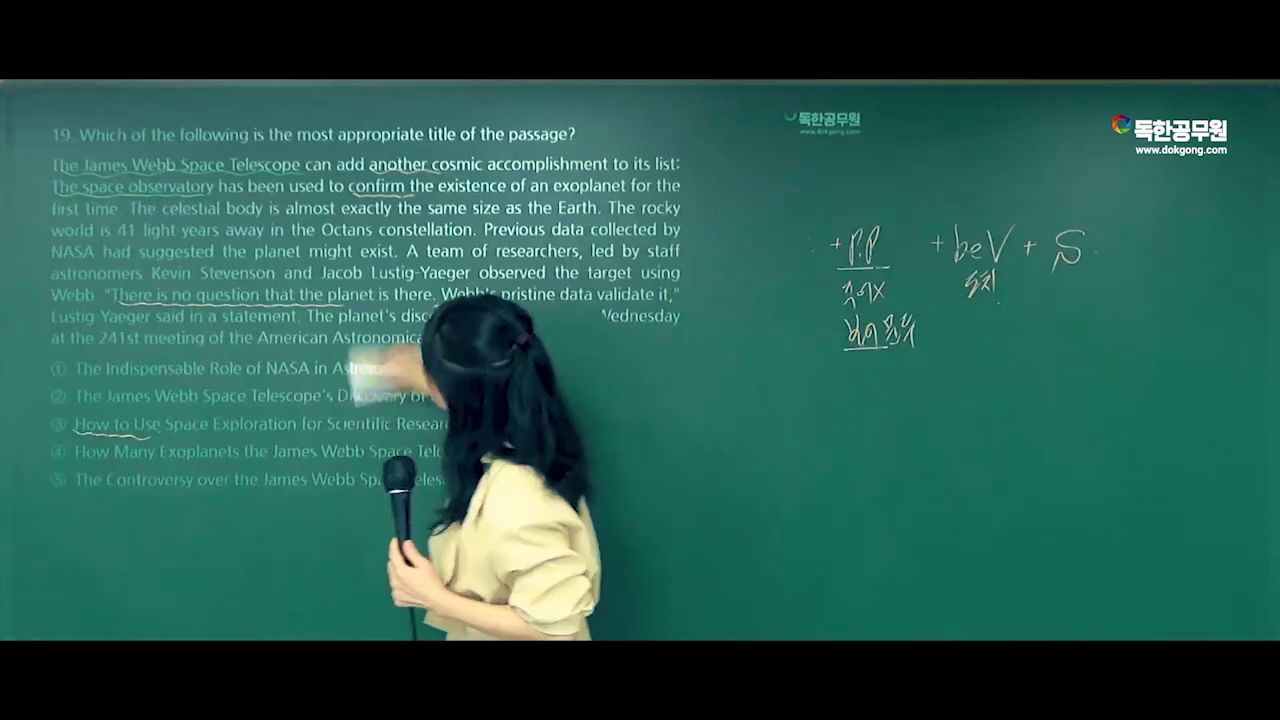 19. Which of the following is the most appropriate title of the passage?
The James Webb Space Telescope can add another cosmic accomplishment to its list:
The space observatory has been used to confirm the existence of an exoplanet for the
first time. The celestial body is almost exactly the same size as the Earth. The rocky
world is 41 light-years away in the Octans constellation. Previous data collected by
NASA had suggested the planet might exist. A team of researchers, led by staff
astronomers Kevin Stevenson and Jacob Lustig-Yaeger observed the target using
Webb. "There is no question that the planet is there. Webb's pristine data validate it,"
Lustig-Yaeger said in a statement. The planet's Wednesday
at the 241st meeting of the American
① The Indispensable Role of NASA in
② The James Webb Space Telescope's
③ How to Use Space Exploration for Scientific
④ How Many Exoplanets the James Webb Space
⑤ The Controversy over the James Webb
독한공무원
www.dokgong.com
독한공무원
www.dokgong.com
+ P.P + beV + S
도치